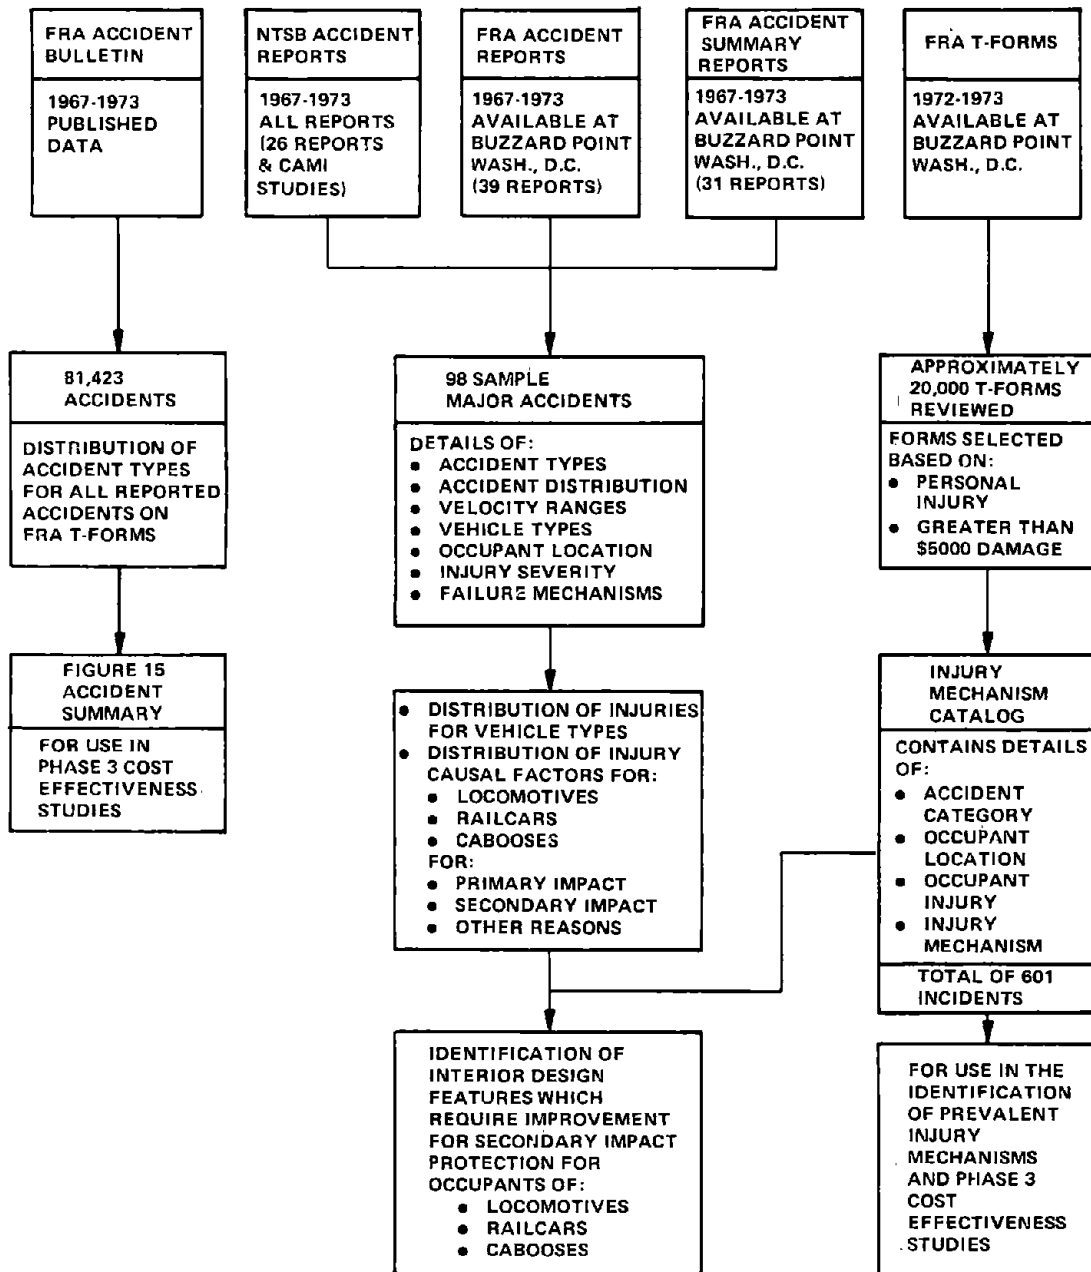 FRA ACCIDENT
BULLETIN
1967-1973
PUBLISHED
DATA
NTSB ACCIDENT
REPORTS
1967-1973
ALL REPORTS
(26 REPORTS
& CAMI
STUDIES)
FRA ACCIDENT
REPORTS
1967-1973
AVAILABLE AT
BUZZARD POINT
WASH., D.C.
(39 REPORTS)
FRA ACCIDENT
SUMMARY
REPORTS
1967-1973
AVAILABLE AT
BUZZARD POINT
WASH., D.C.
(31 REPORTS)
FRA T-FORMS
1972-1973
AVAILABLE AT
BUZZARD POINT
WASH., D.C.
81,423
ACCIDENTS
DISTRIBUTION OF
ACCIDENT TYPES
FOR ALL REPORTED
ACCIDENTS ON
FRA T-FORMS
98 SAMPLE
MAJOR ACCIDENTS
DETAILS OF:
● ACCIDENT TYPES
● ACCIDENT DISTRIBUTION
● VELOCITY RANGES
● VEHICLE TYPES
● OCCUPANT LOCATION
● INJURY SEVERITY
● FAILURE MECHANISMS
APPROXIMATELY
20,000 T-FORMS
REVIEWED
FORMS SELECTED
BASED ON:
● PERSONAL
INJURY
● GREATER THAN
$5000 DAMAGE
FIGURE 15
ACCIDENT
SUMMARY
FOR USE IN
PHASE 3 COST
EFFECTIVENESS
STUDIES
● DISTRIBUTION OF INJURIES
FOR VEHICLE TYPES
● DISTRIBUTION OF INJURY
CAUSAL FACTORS FOR:
● LOCOMOTIVES
● RAILCARS
● CABOOSES
FOR:
● PRIMARY IMPACT
● SECONDARY IMPACT
● OTHER REASONS
INJURY
MECHANISM
CATALOG
CONTAINS DETAILS
OF:
● ACCIDENT
CATEGORY
● OCCUPANT
LOCATION
● OCCUPANT
INJURY
● INJURY
MECHANISM
TOTAL OF 601
INCIDENTS
IDENTIFICATION OF
INTERIOR DESIGN
FEATURES WHICH
REQUIRE IMPROVEMENT
FOR SECONDARY IMPACT
PROTECTION FOR
OCCUPANTS OF:
● LOCOMOTIVES
● RAILCARS
● CABOOSES
FOR USE IN THE
IDENTIFICATION
OF PREVALENT
INJURY
MECHANISMS
AND PHASE 3
COST
EFFECTIVENESS
STUDIES